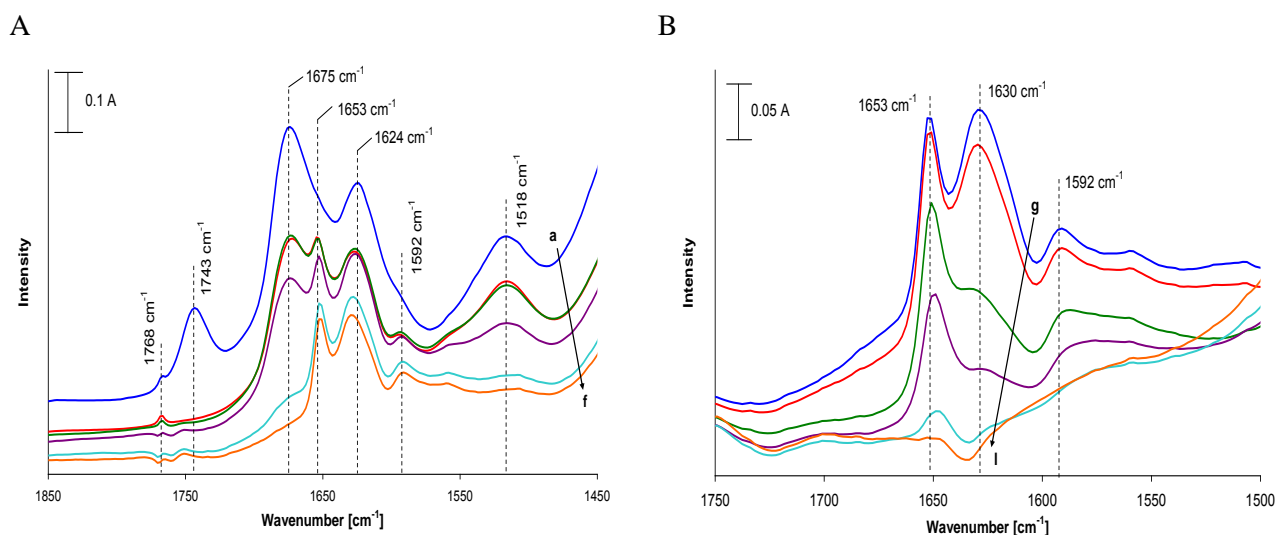 A
0.1 A
1768 cm⁻¹
1743 cm⁻¹
1675 cm⁻¹
1653 cm⁻¹
1624 cm⁻¹
1592 cm⁻¹
1518 cm⁻¹
a
f
Intensity
1850
1750
1650
1550
1450
Wavenumber [cm⁻¹]
B
0.05 A
1653 cm⁻¹
1630 cm⁻¹
1592 cm⁻¹
g
l
Intensity
1750
1700
1650
1600
1550
1500
Wavenumber [cm⁻¹]